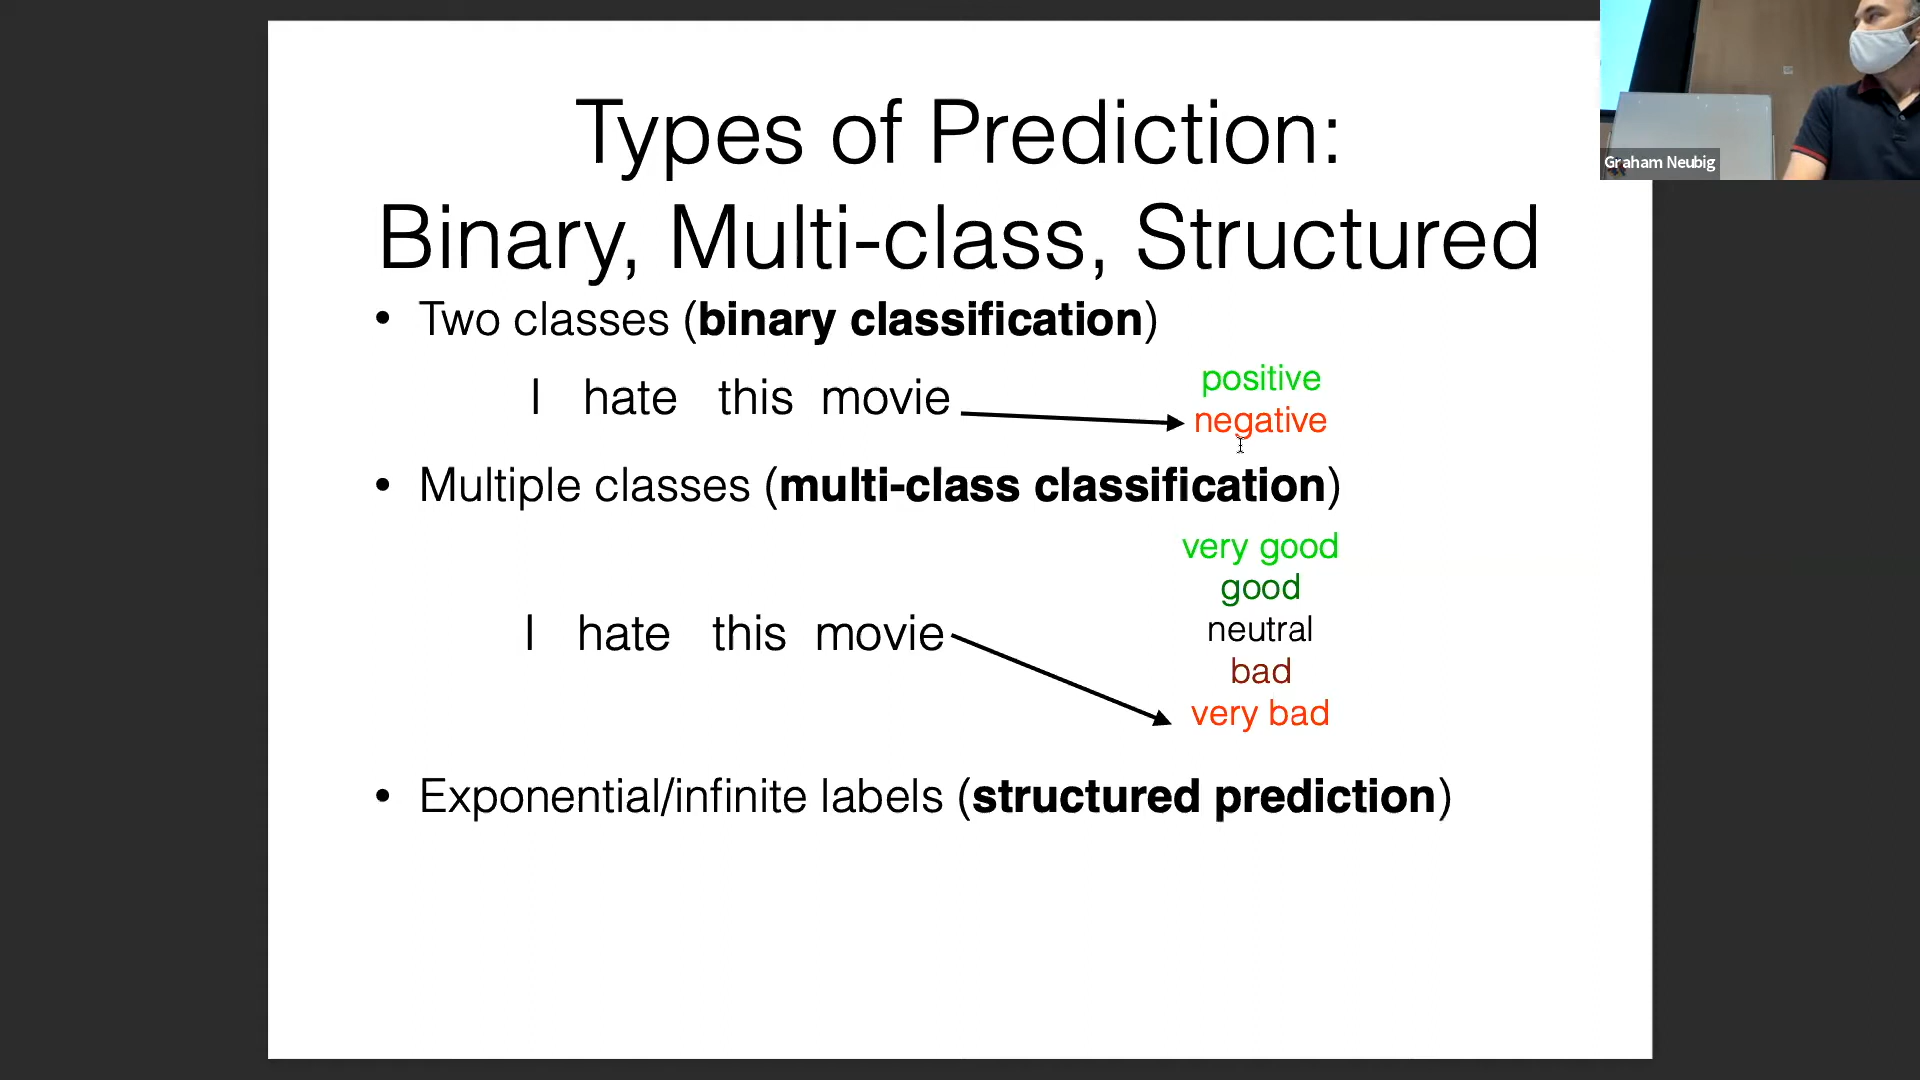 Types of Prediction:
Binary, Multi-class, Structured
• Two classes (binary classification)
I hate this movie
positive
negative
• Multiple classes (multi-class classification)
very good
good
neutral
bad
very bad
I hate this movie
• Exponential/infinite labels (structured prediction)
Graham Neubig